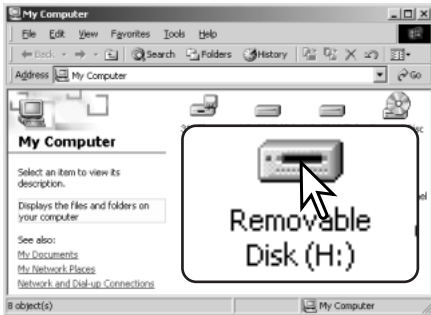 My Computer
File Edit View Favorites Tools Help
Back Search Folders History
Address My Computer Go
My Computer
Select an item to view its
description.
Displays the files and folders on
your computer
See also:
My Documents
My Network Places
Network and Dial-up Connections
Removable
Disk (H:)
8 object(s) My Computer